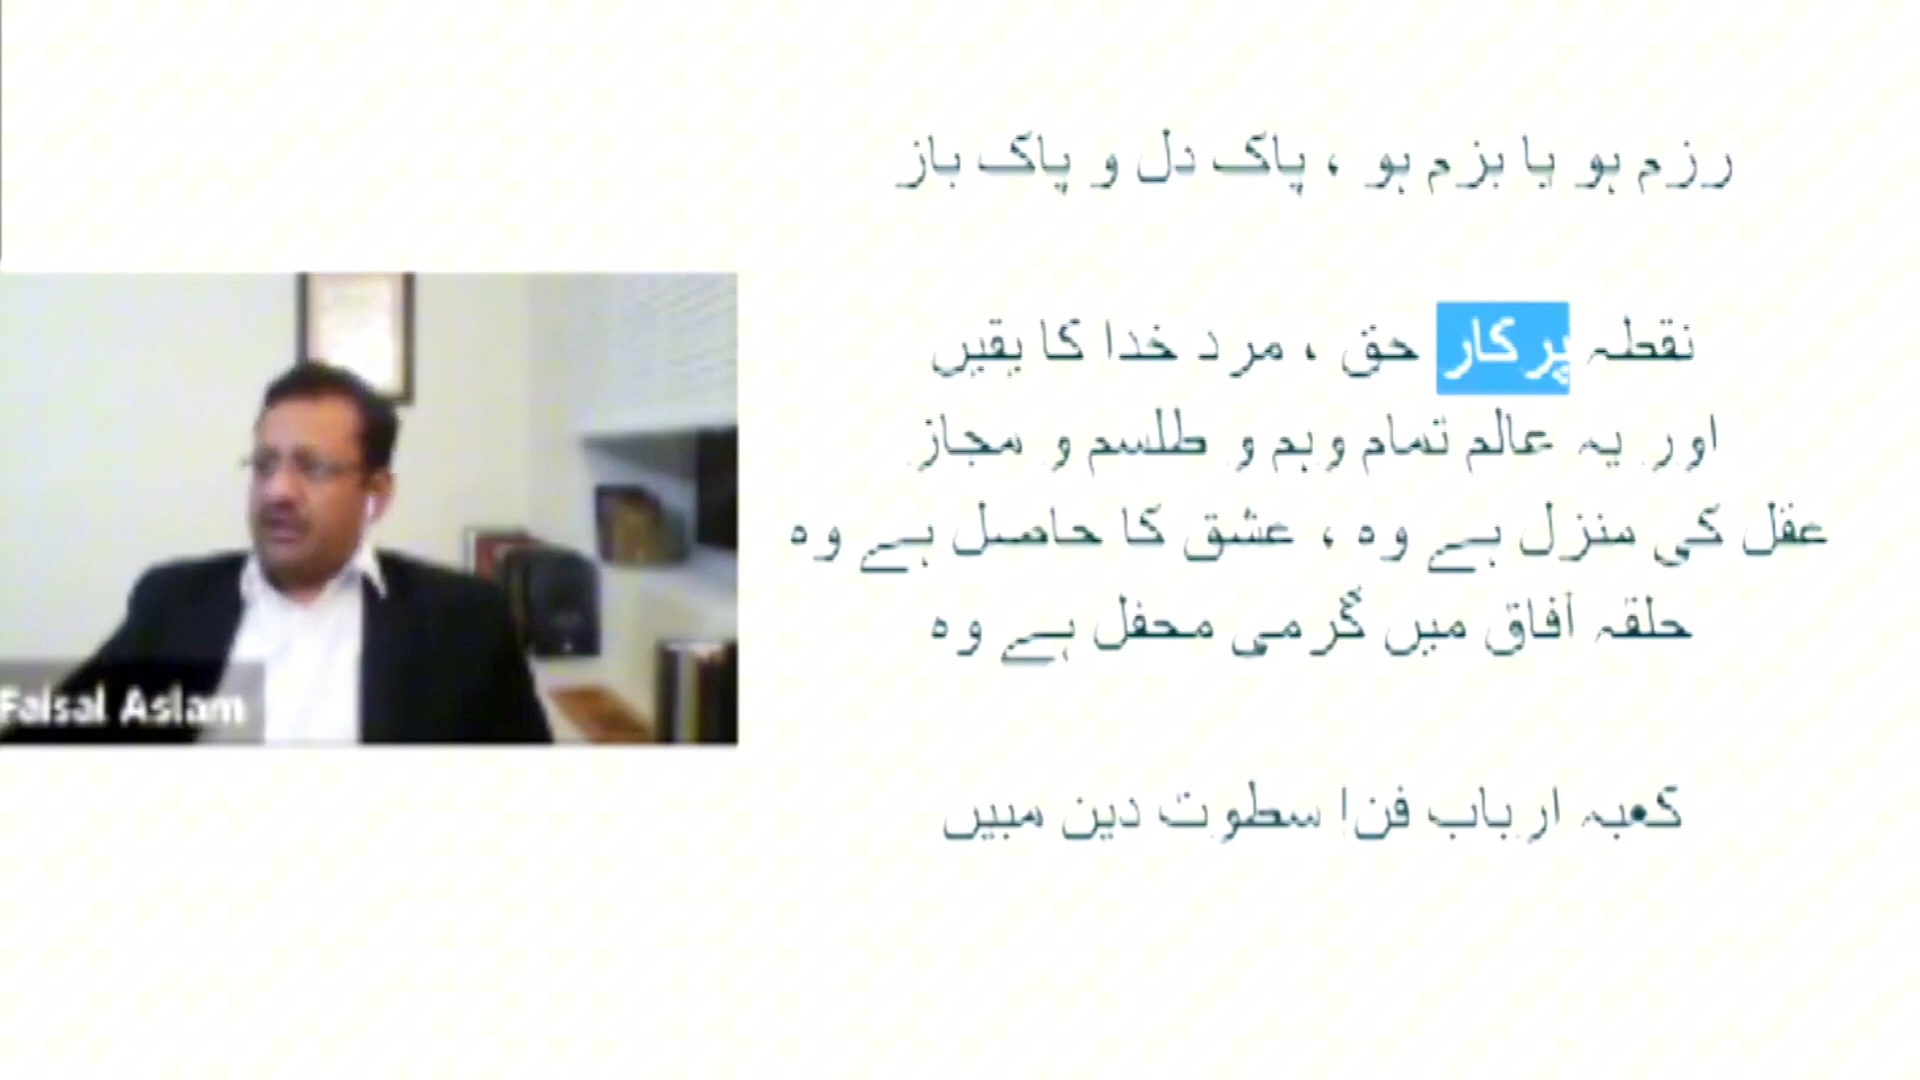 رزم ہو یا بزم ہو ، پاک دل و پاک باز
نقطہ پرکار حق ، مرد خدا کا یقیں
اور یہ عالم تمام وہم و طلسم و مجاز
عقل کی منزل ہے وہ ، عشق کا حاصل ہے وہ
حلقہ آفاق میں گرمی محفل ہے وہ
کعبہ ارباب فن! سطوت دین مبیں
Faisal Aslam